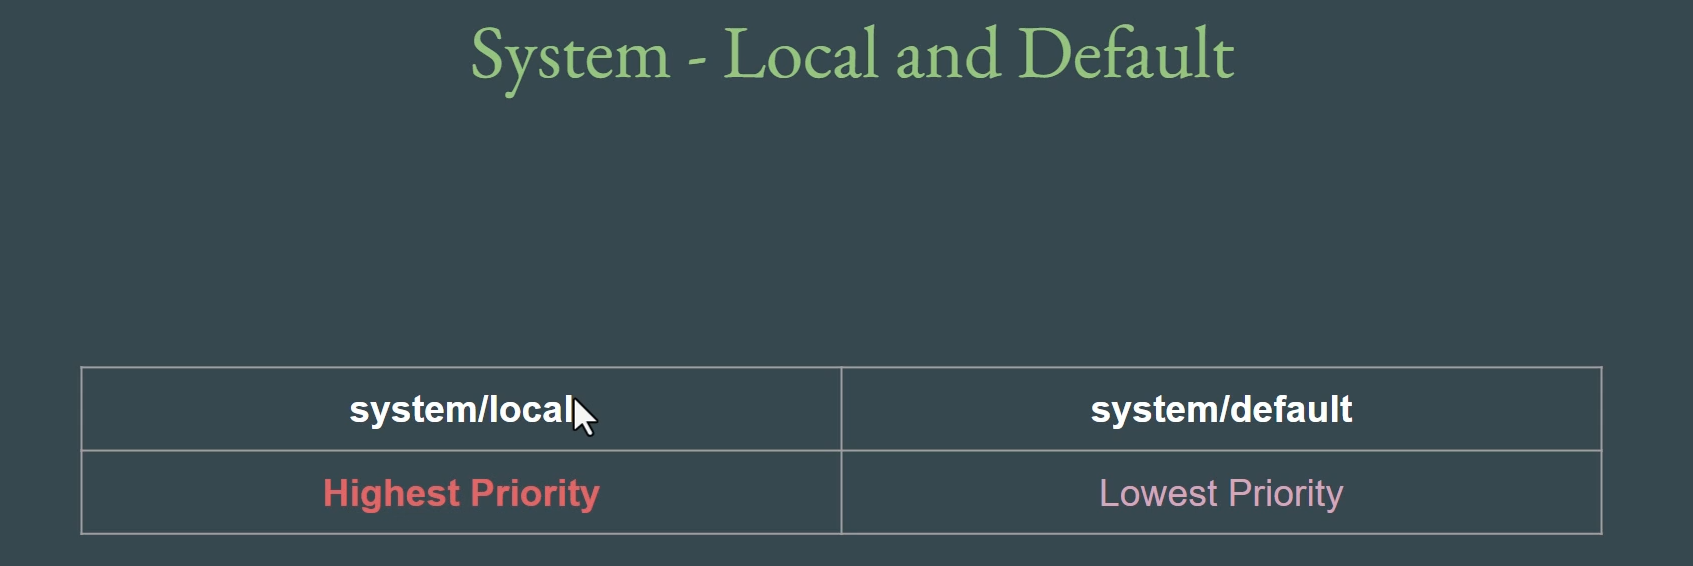 System - Local and Default
system/local
system/default
Highest Priority
Lowest Priority